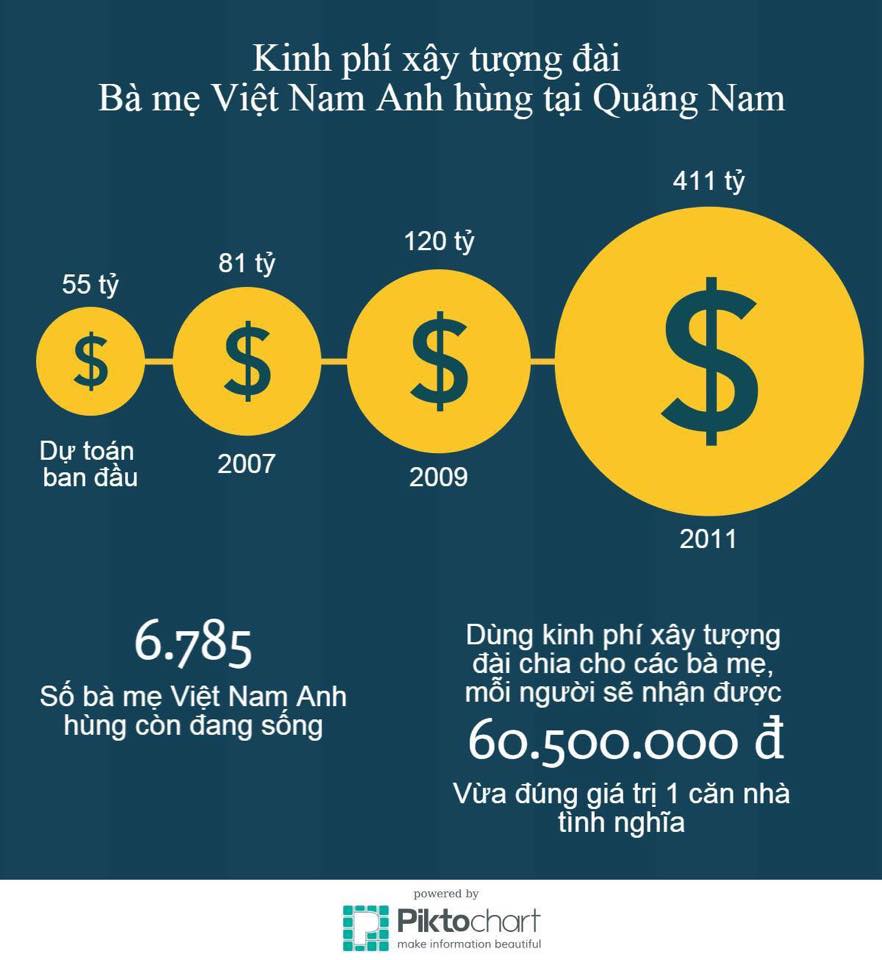 Kinh phí xây tượng đài
Bà mẹ Việt Nam Anh hùng tại Quảng Nam
55 tỷ
81 tỷ
120 tỷ
411 tỷ
$
$
$
$
Dự toán
ban đầu
2007
2009
2011
6.785
Số bà mẹ Việt Nam Anh
hùng còn đang sống
Dùng kinh phí xây tượng
đài chia cho các bà mẹ,
mỗi người sẽ nhận được
60.500.000 đ
Vừa đúng giá trị 1 căn nhà
tình nghĩa
powered by
Piktochart
make information beautiful